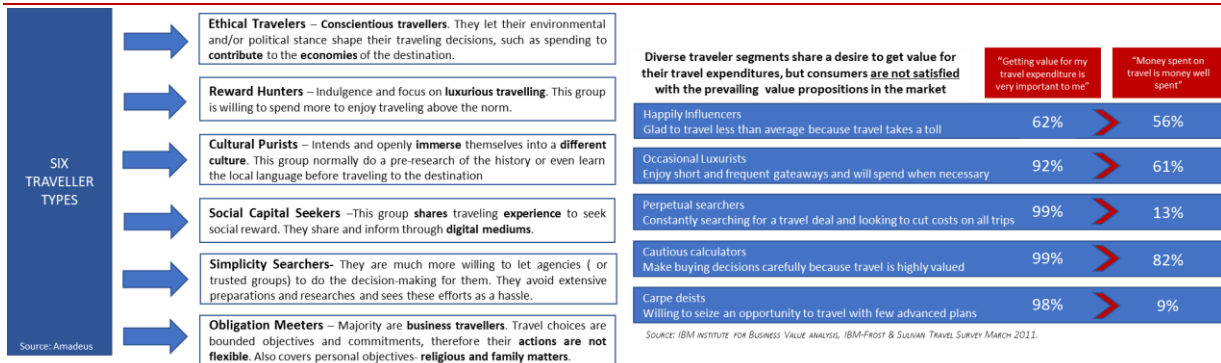 SIX
TRAVELLER
TYPES
Source: Amadeus
Ethical Travelers – Conscientious travellers. They let their environmental
and/or political stance shape their traveling decisions, such as spending to
contribute to the economies of the destination.
Reward Hunters – Indulgence and focus on luxurious travelling. This group
is willing to spend more to enjoy traveling above the norm.
Cultural Purists – Intends and openly immerse themselves into a different
culture. This group normally do a pre-research of the history or even learn
the local language before traveling to the destination
Social Capital Seekers –This group shares traveling experience to seek
social reward. They share and inform through digital mediums.
Simplicity Searchers- They are much more willing to let agencies ( or
trusted groups) to do the decision-making for them. They avoid extensive
preparations and researches and sees these efforts as a hassle.
Obligation Meeters – Majority are business travellers. Travel choices are
bounded objectives and commitments, therefore their actions are not
flexible. Also covers personal objectives- religious and family matters.
Diverse traveler segments share a desire to get value for
their travel expenditures, but consumers are not satisfied
with the prevailing value propositions in the market
"Getting value for my
travel expenditure is
very important to me"
"Money spent on
travel is money well
spent"
Happily Influencers
Glad to travel less than average because travel takes a toll
62%
56%
Occasional Luxurists
Enjoy short and frequent gateaways and will spend when necessary
92%
61%
Perpetual searchers
Constantly searching for a travel deal and looking to cut costs on all trips
99%
13%
Cautious calculators
Make buying decisions carefully because travel is highly valued
99%
82%
Carpe deists
Willing to seize an opportunity to travel with few advanced plans
98%
9%
SOURCE: IBM INSTITUTE FOR BUSINESS VALUE ANALYSIS, IBM-FROST & SULIVAN TRAVEL SURVEY MARCH 2011.